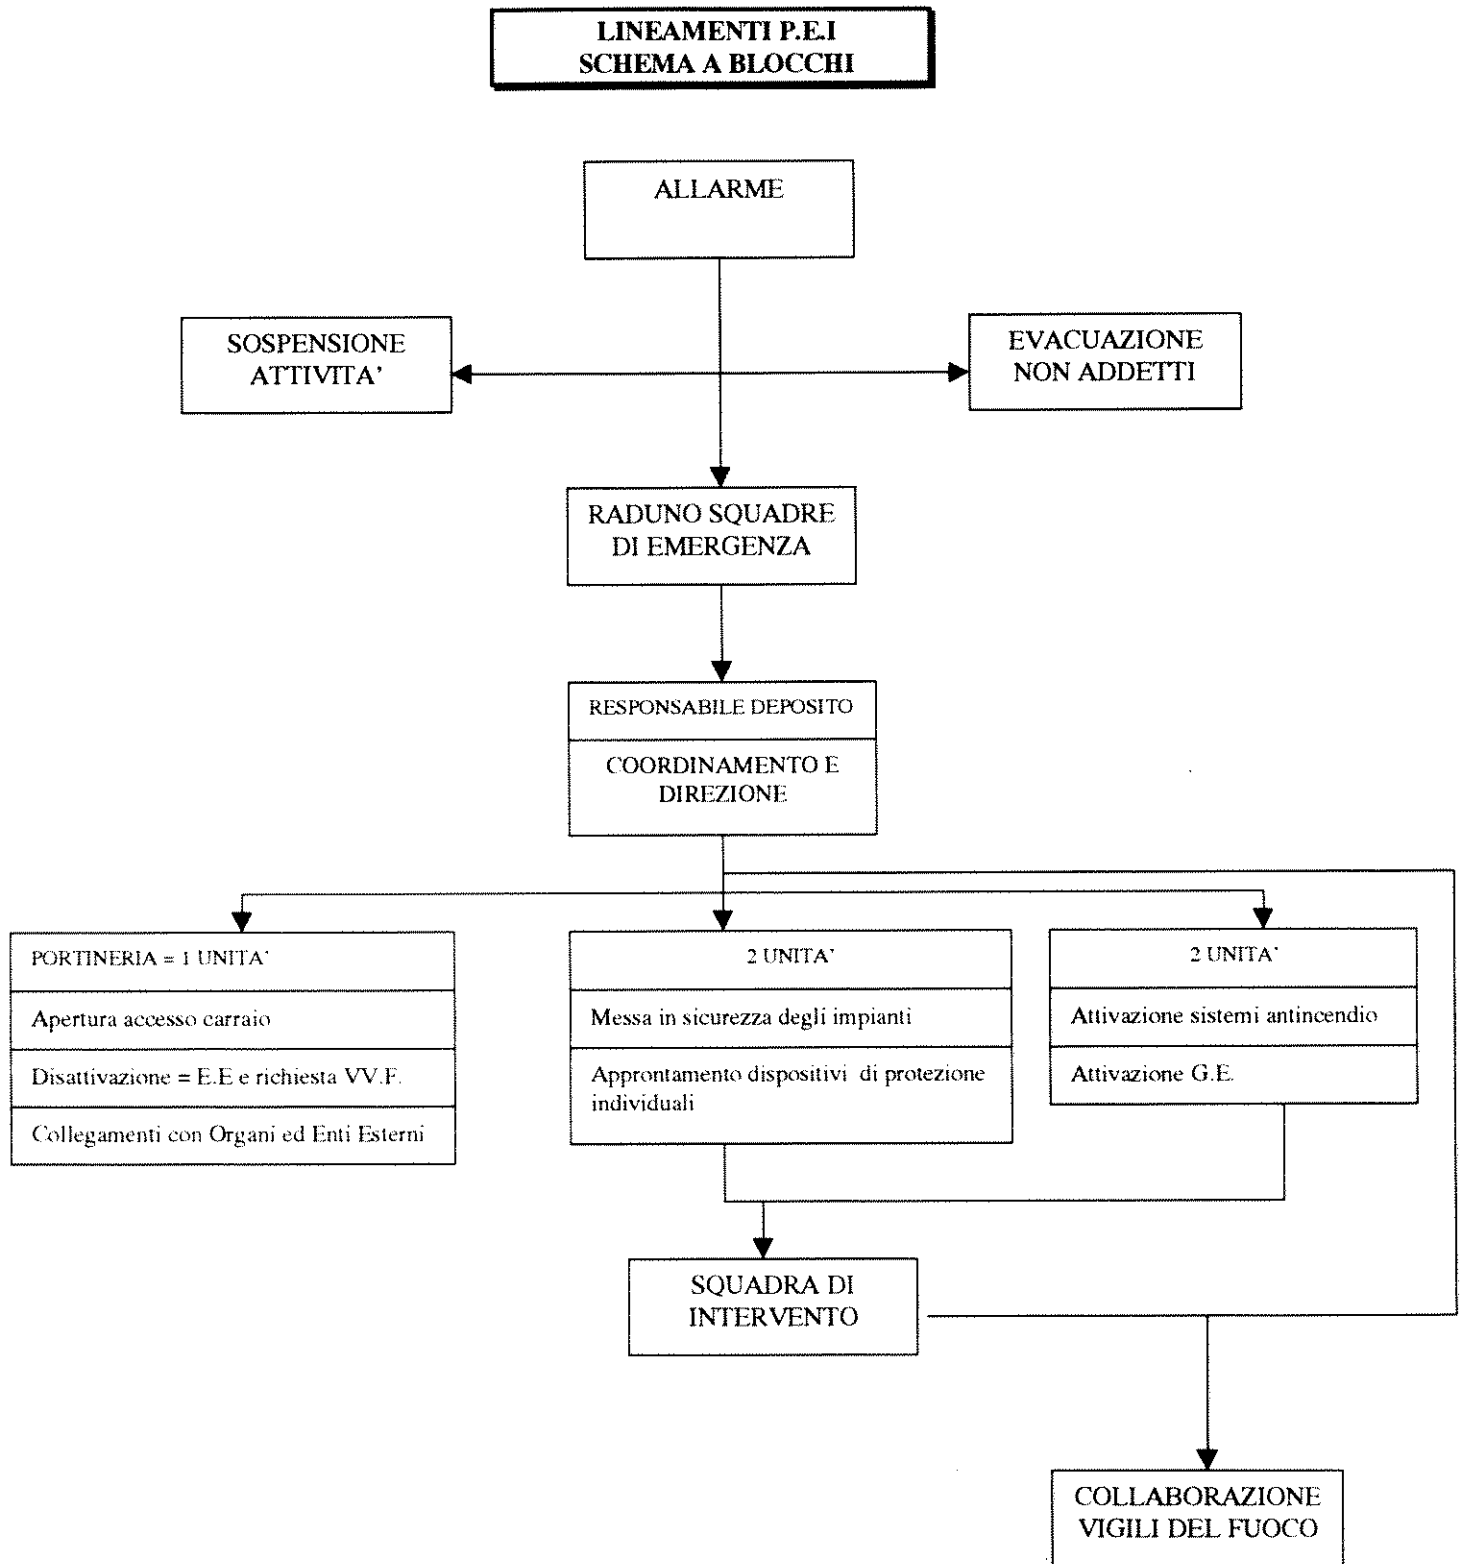 LINEAMENTI P.E.I
SCHEMA A BLOCCHI
ALLARME
SOSPENSIONE
ATTIVITA'
EVACUAZIONE
NON ADDETTI
RADUNO SQUADRE
DI EMERGENZA
RESPONSABILE DEPOSITO
COORDINAMENTO E
DIREZIONE
PORTINERIA = 1 UNITA'
Apertura accesso carraio
Disattivazione = E.E e richiesta VV.F.
Collegamenti con Organi ed Enti Esterni
2 UNITA'
Messa in sicurezza degli impianti
Approntamento dispositivi di protezione
individuali
2 UNITA'
Attivazione sistemi antincendio
Attivazione G.E.
SQUADRA DI
INTERVENTO
COLLABORAZIONE
VIGILI DEL FUOCO